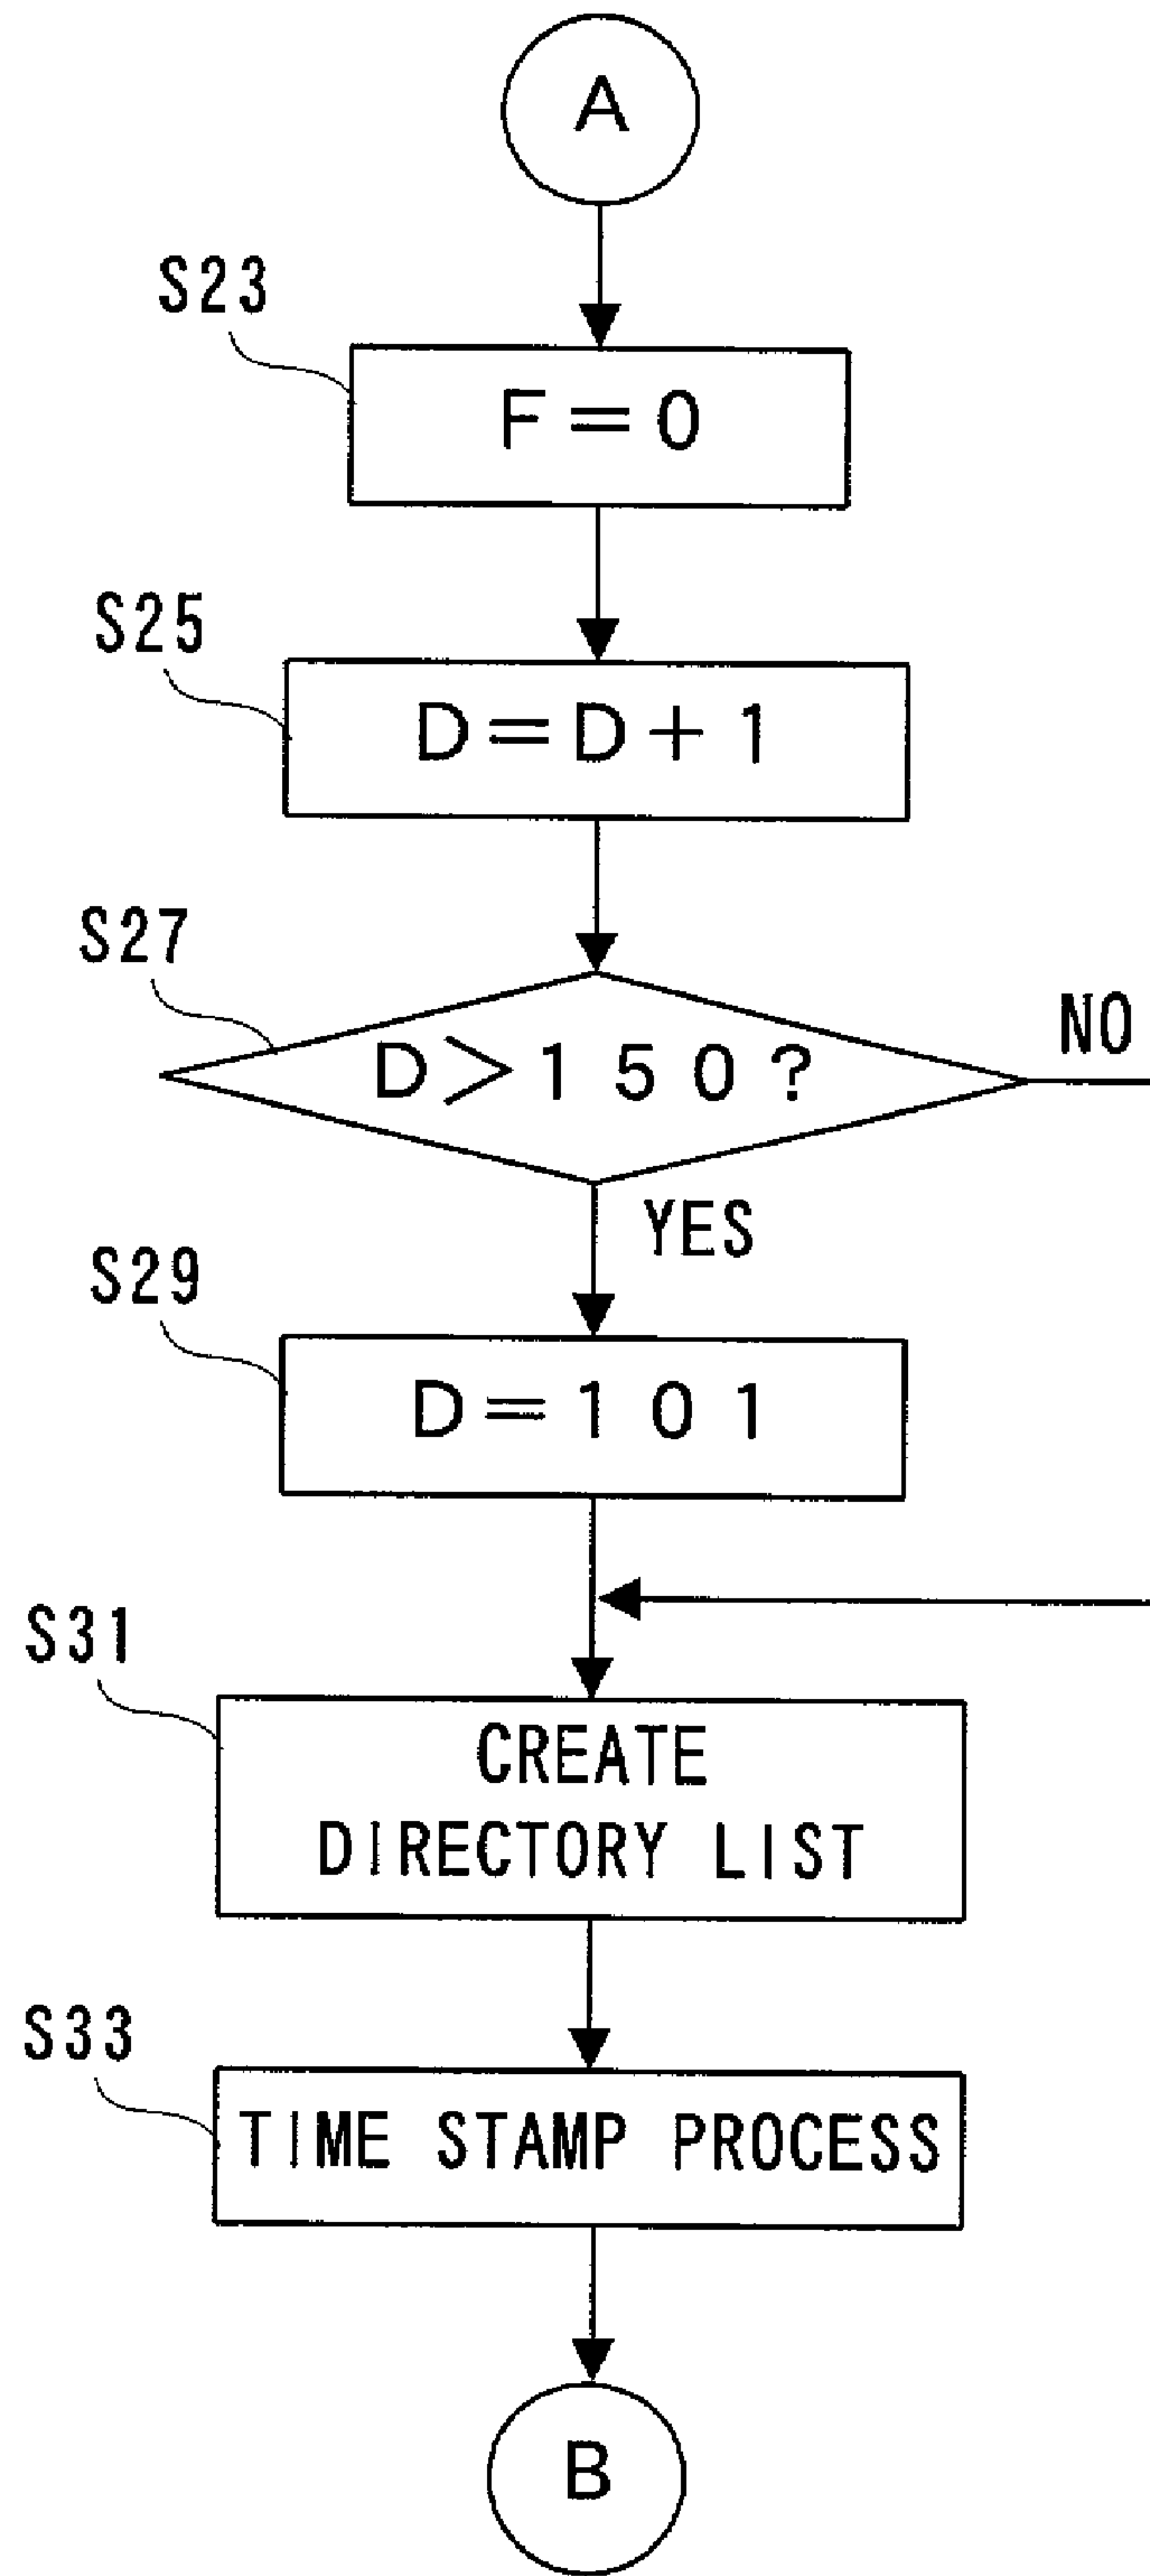 A
S23
F=0
S25
D=D+1
S27
D>150?
NO
YES
S29
D=101
S31
CREATE
DIRECTORY LIST
S33
TIME STAMP PROCESS
B